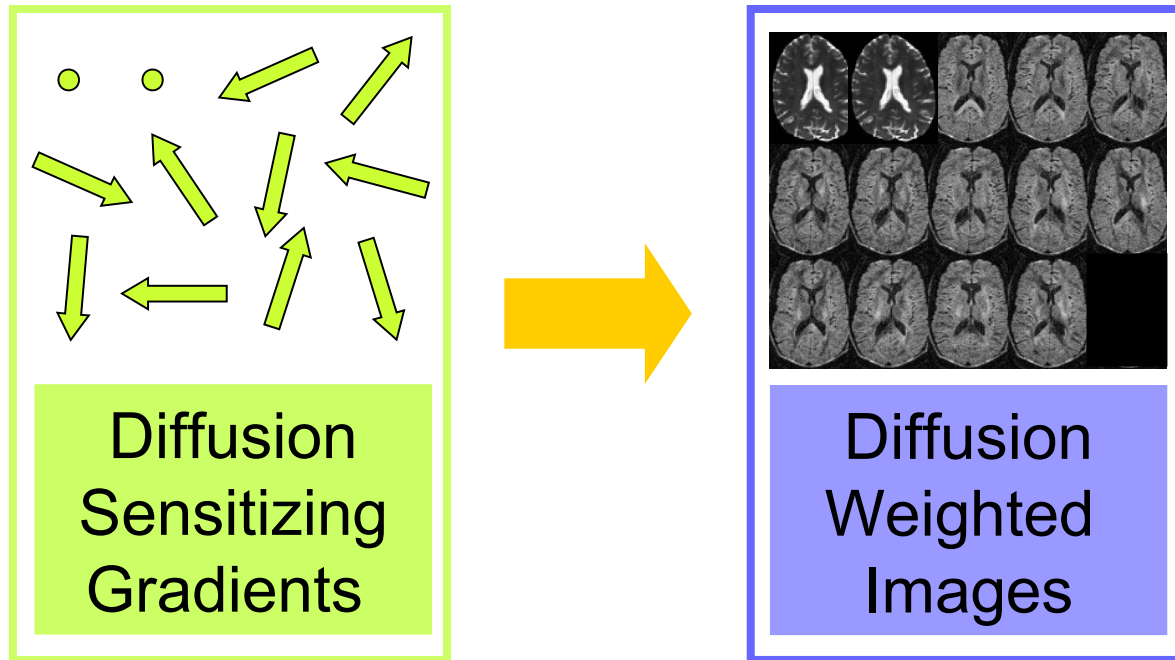 Diffusion
Sensitizing
Gradients
Diffusion
Weighted
Images